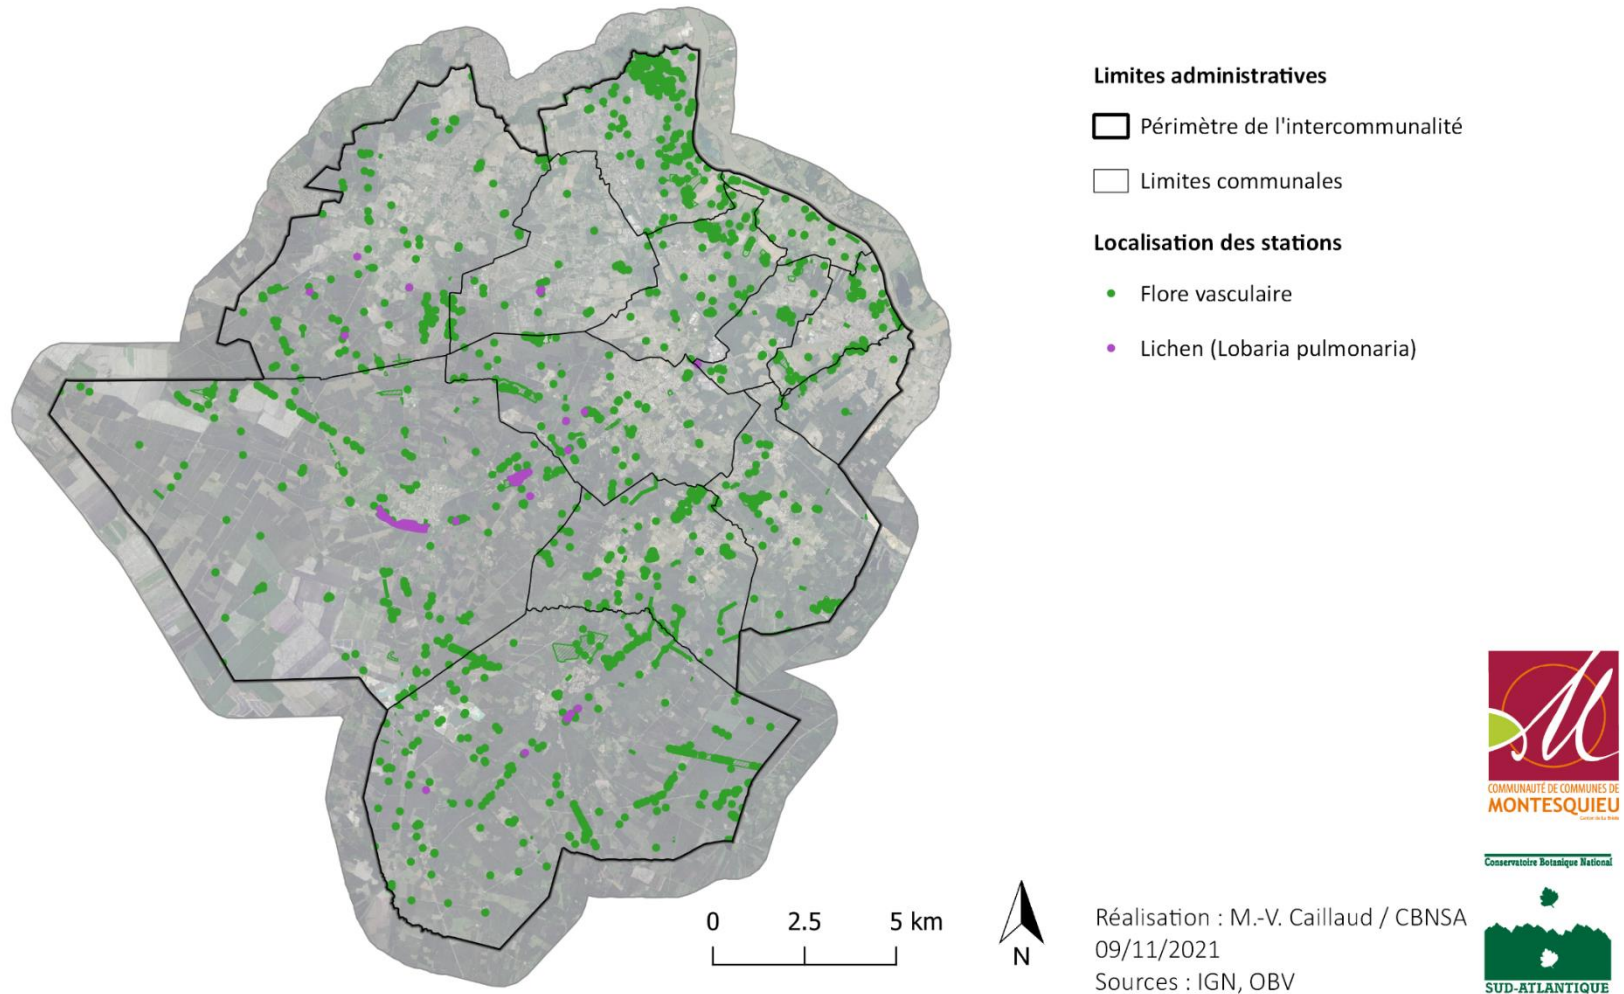 Limites administratives
Périmètre de l'intercommunalité
Limites communales
Localisation des stations
Flore vasculaire
Lichen (Lobaria pulmonaria)
COMMUNAUTÉ DE COMMUNES DE
MONTESQUIEU
Conservatoire Botanique National
SUD-ATLANTIQUE
0 2.5 5 km
N
Réalisation : M.-V. Caillaud / CBNSA
09/11/2021
Sources : IGN, OBV